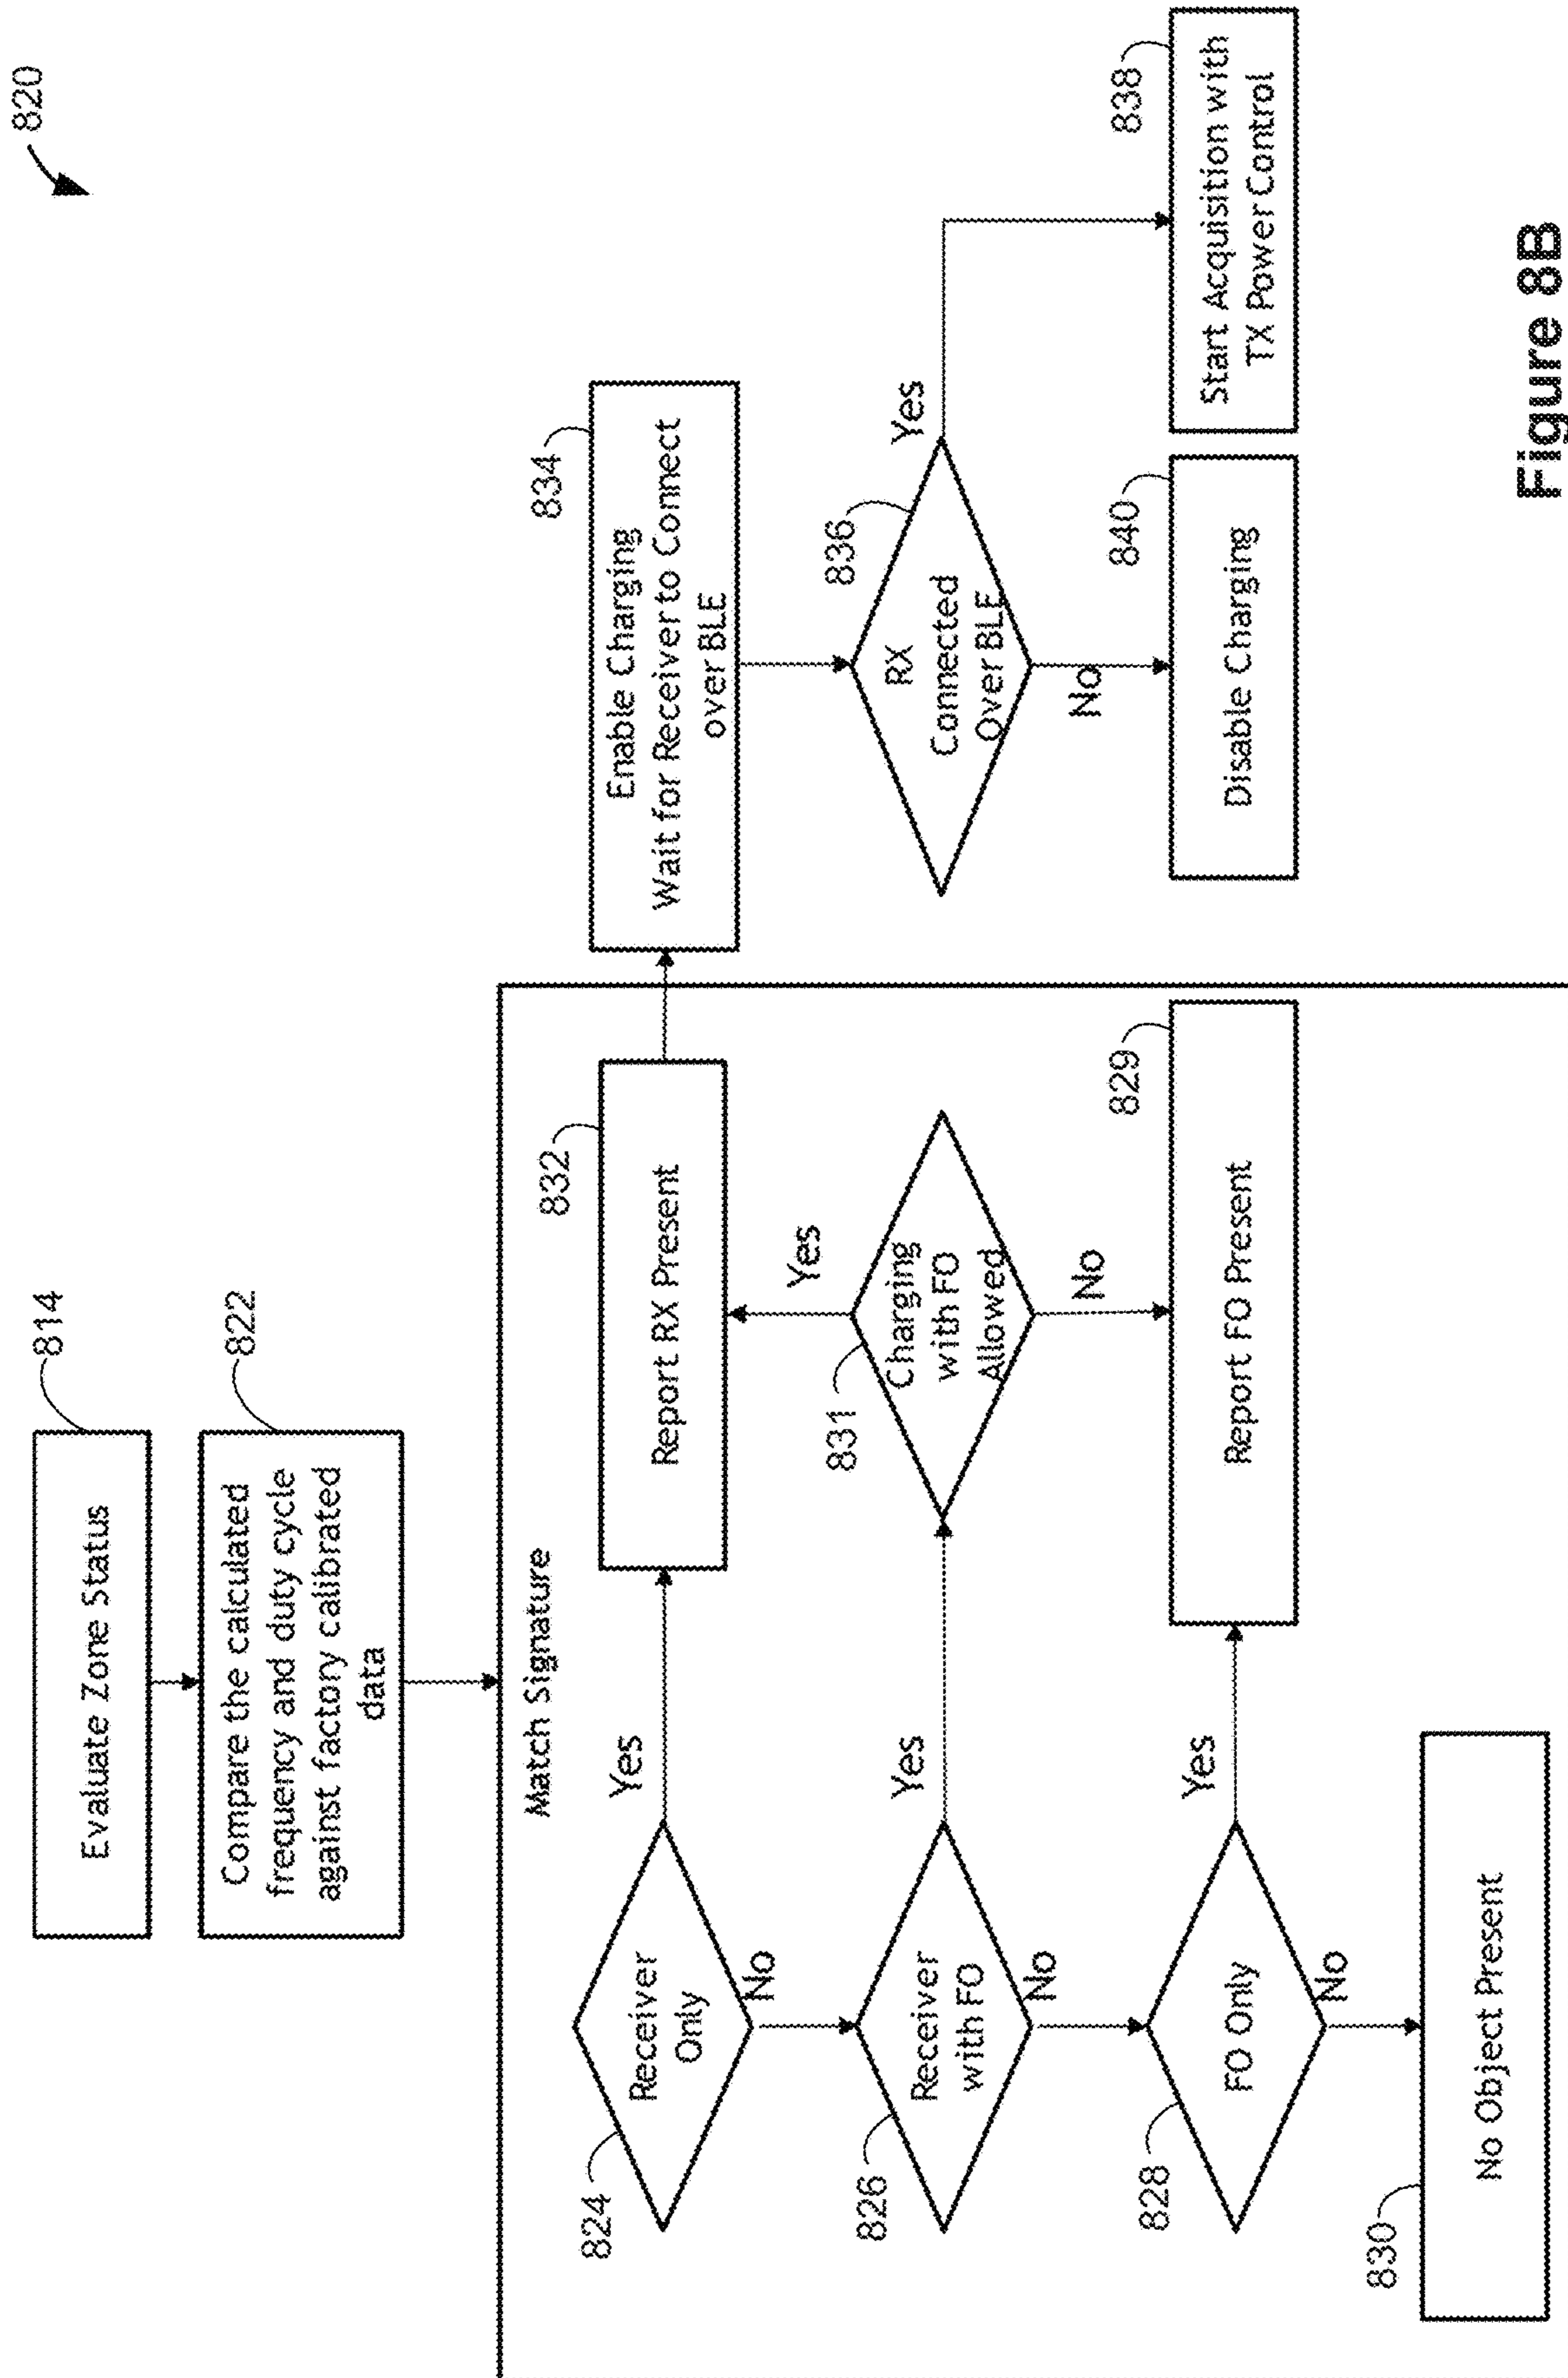 820
814
Evaluate Zone Status
822
Compare the calculated
frequency and duty cycle
against factory calibrated
data
Match Signature
824
Receiver
Only
Yes
No
832
Report RX Present
834
Enable Charging
Wait for Receiver to Connect
over BLE
826
Receiver
with FO
Yes
No
831
Charging
with FO
Allowed
Yes
No
836
RX
Connected
Over BLE
Yes
No
828
FO Only
Yes
No
829
Report FO Present
840
Disable Charging
838
Start Acquisition with
TX Power Control
830
No Object Present
Figure 8B